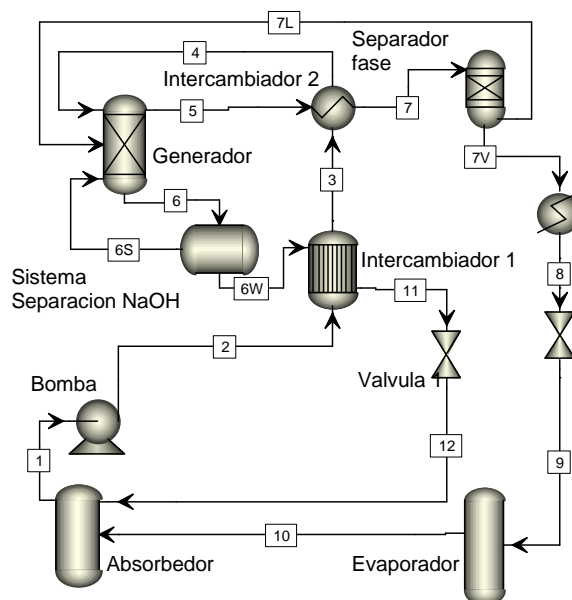 7L
4
Separador
fase
Intercambiador 2
5
7
Generador
7V
3
6
6S
Intercambiador 1
8
Sistema
Separacion NaOH
6W
11
2
Bomba
Valvula 1
1
12
9
10
Absorbedor
Evaporador